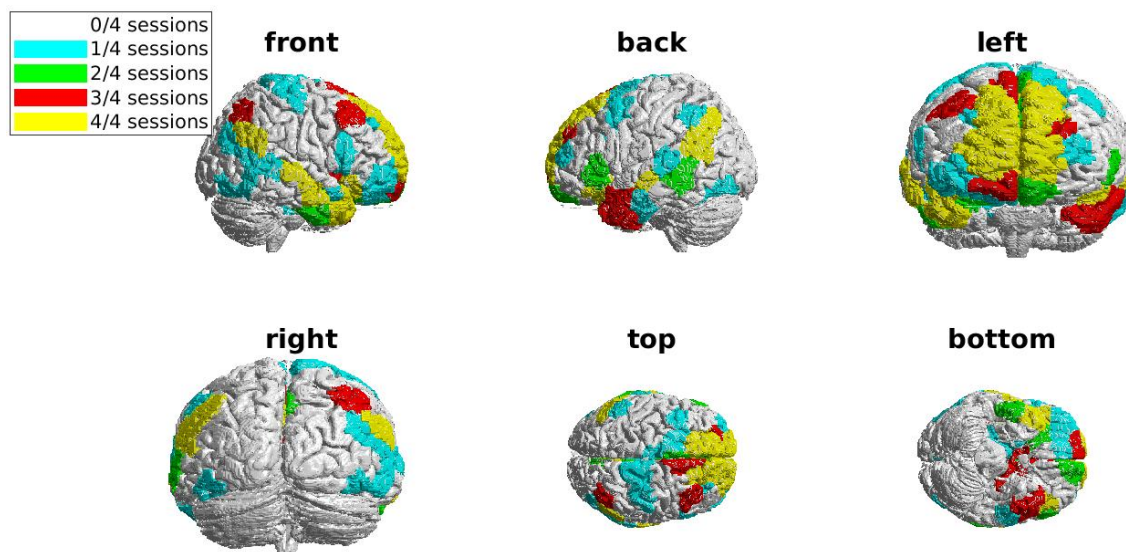 0/4 sessions
1/4 sessions
2/4 sessions
3/4 sessions
4/4 sessions
front
back
left
right
top
bottom